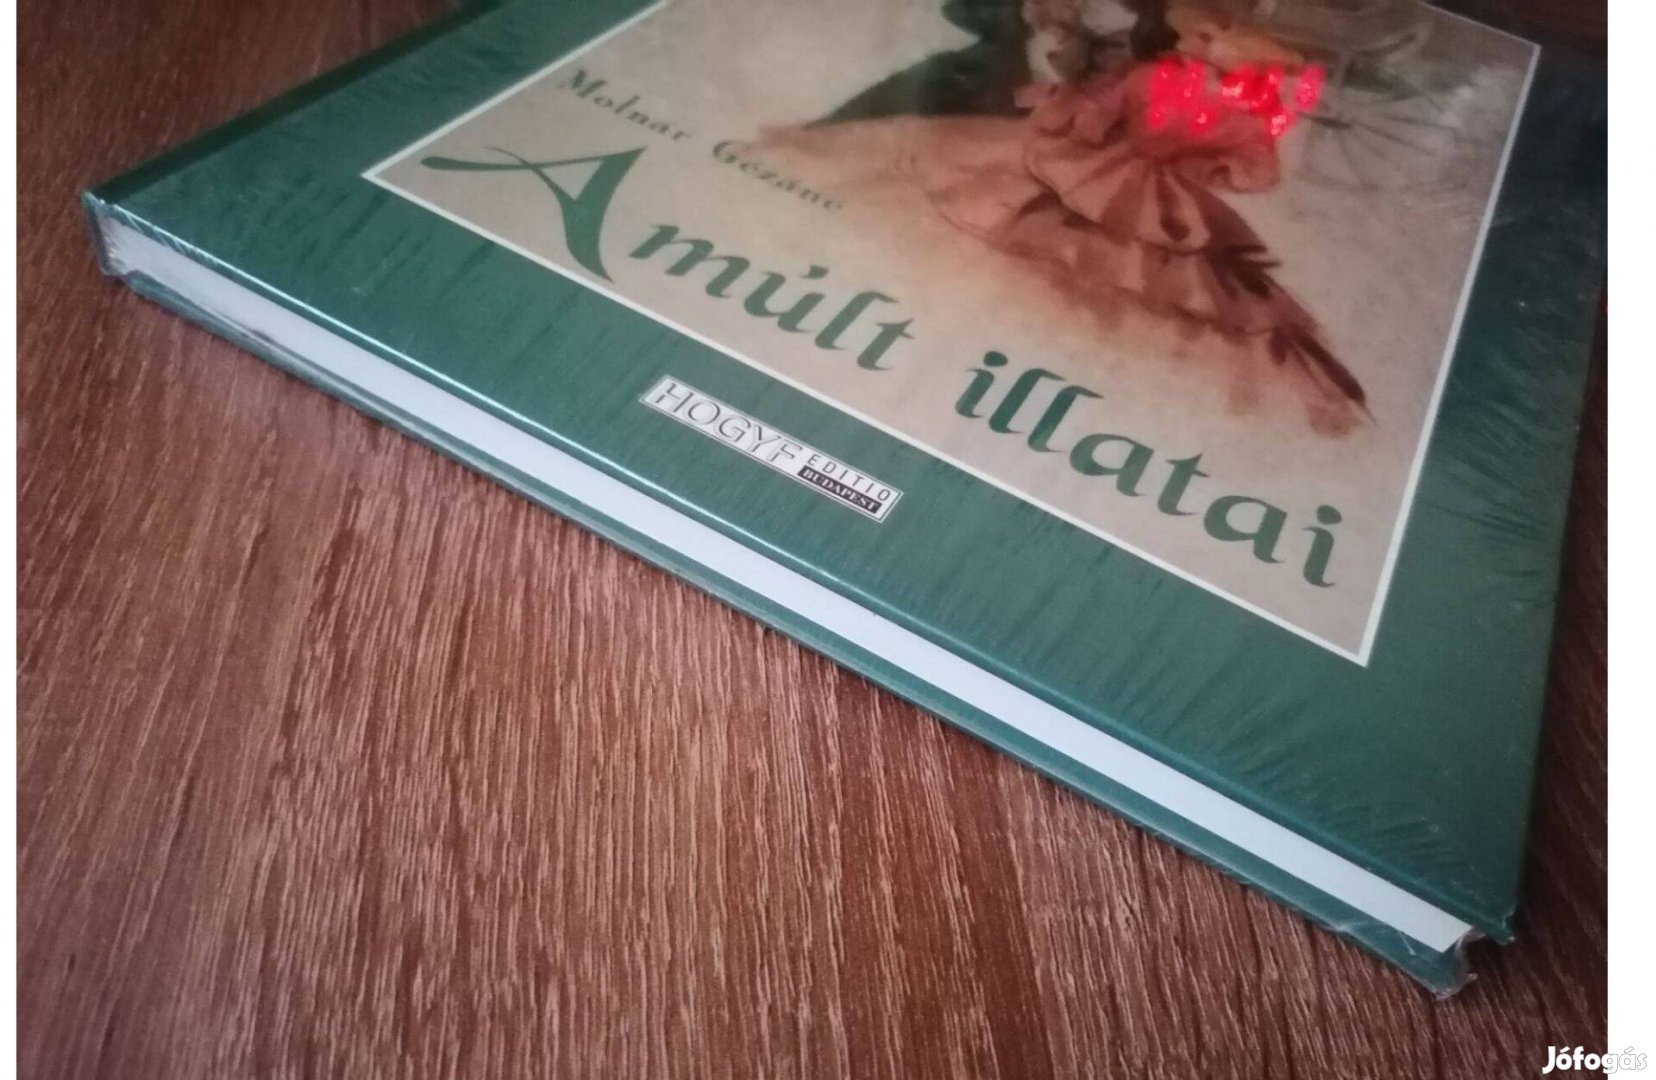 Molnár Gézáné
A múlt illatai
HOGYF EDITIO
BUDAPEST
Jófogás